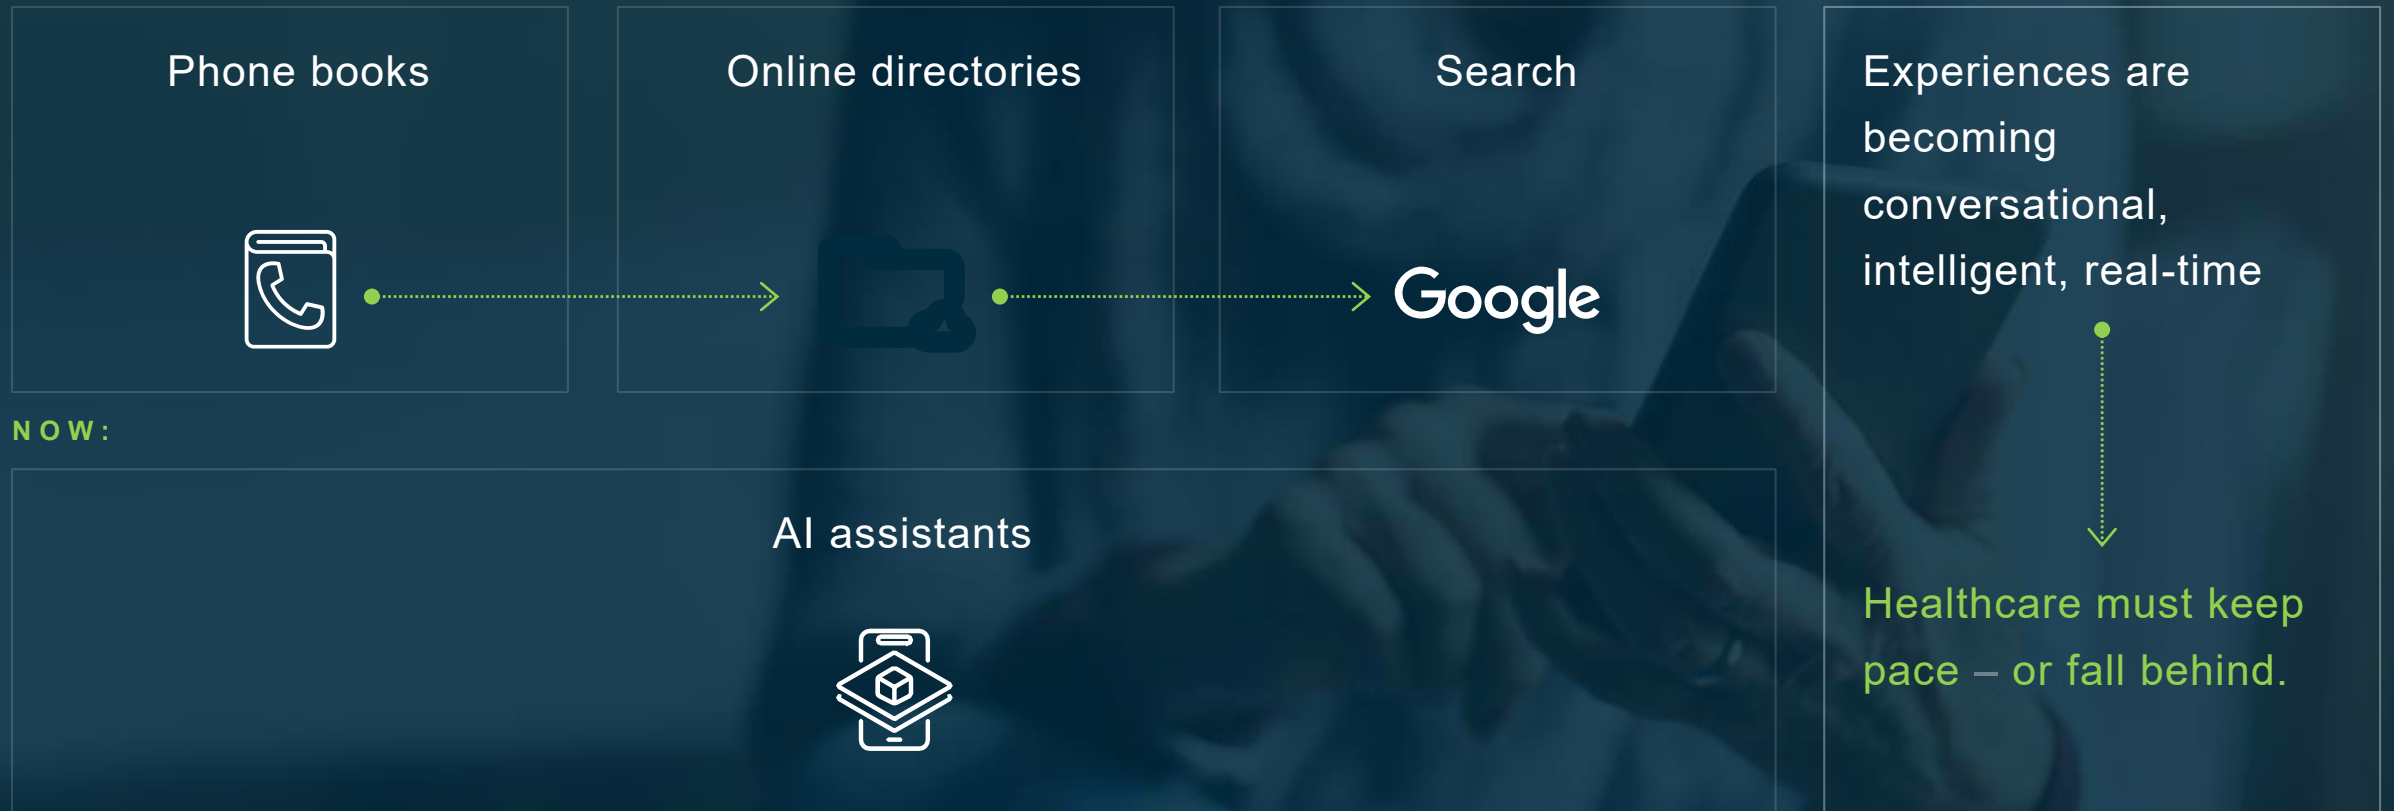 Phone books
Online directories
Search
Google
Experiences are
becoming
conversational,
intelligent, real-time
NOW:
AI assistants
Healthcare must keep
pace – or fall behind.